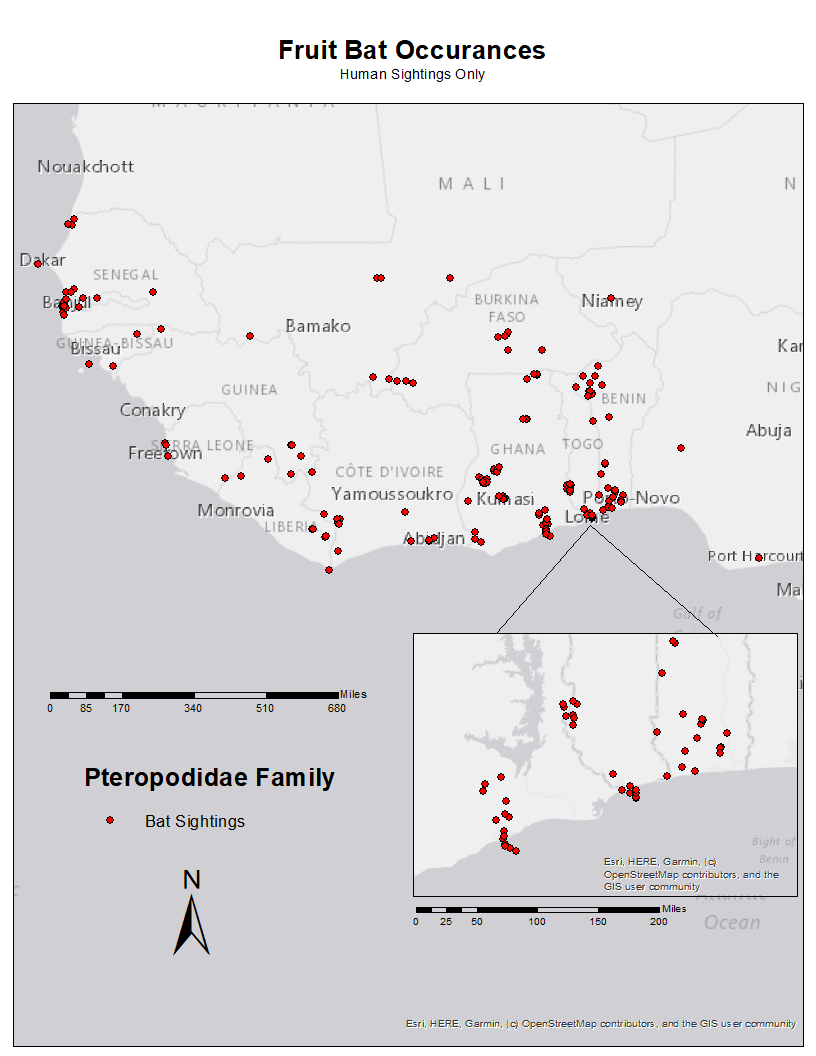 Fruit Bat Occurances
Human Sightings Only
MAURITANIA
Nouakchott
MALI
N
Dakar
SENEGAL
Banjul
BURKINA
FASO
Niamey
Bamako
GUINEA-BISSAU
Bissau
Kar
GUINEA
BENIN
NIG
Conakry
Abuja
SIERRA LEONE
Freetown
GHANA
TOGO
CÔTE D'IVOIRE
Yamoussoukro
Kumasi
Porto-Novo
Monrovia
LIBERIA
Abidjan
Lomé
Port Harcourt
Ma
Gulf of
Miles
0 85 170 340 510 680
Pteropodidae Family
Bat Sightings
N
Bight of
Benin
Esri, HERE, Garmin, (c)
OpenStreetMap contributors, and the
GIS user community
Miles
0 25 50 100 150 200
Atlantic
Ocean
Esri, HERE, Garmin, (c) OpenStreetMap contributors, and the GIS user community